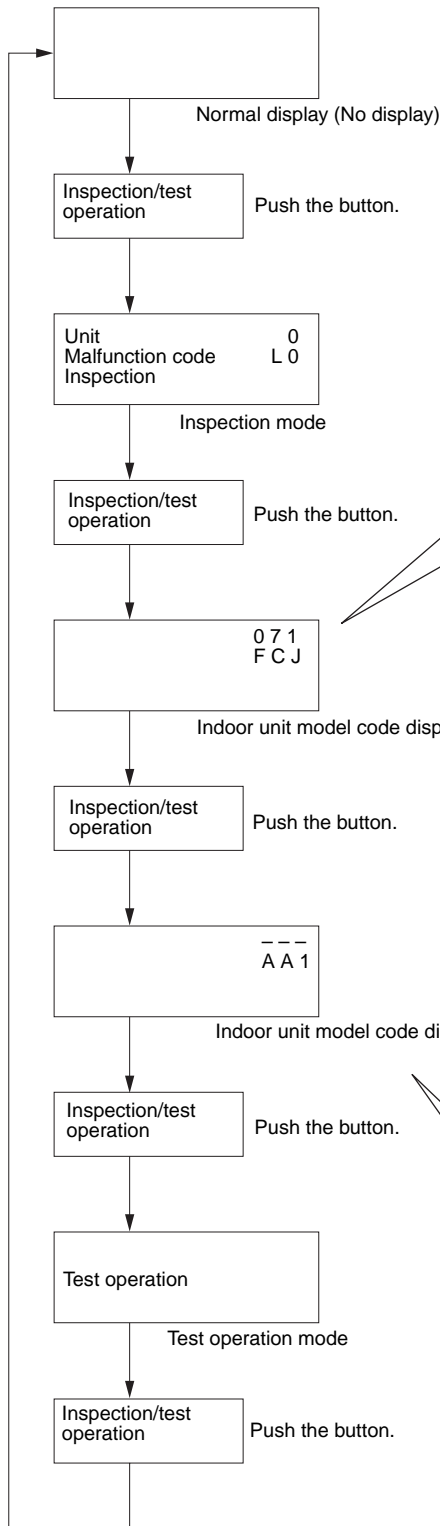 Normal display (No display)
Inspection/test
operation
Push the button.
Unit 0
Malfunction code L 0
Inspection
Inspection mode
Inspection/test
operation
Push the button.
0 7 1
F C J
Indoor unit model code disp
Inspection/test
operation
Push the button.
– – –
A A 1
Indoor unit model code di
Inspection/test
operation
Push the button.
Test operation
Test operation mode
Inspection/test
operation
Push the button.